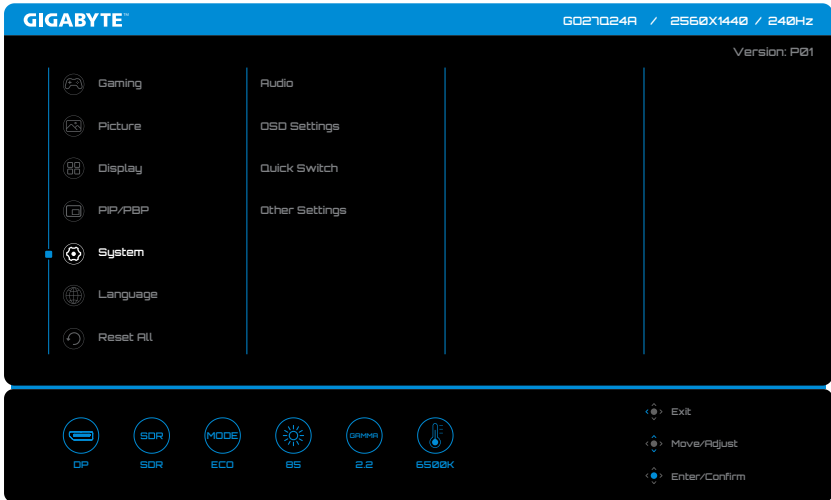 GIGABYTE™
GO27Q24A / 2560X1440 / 240Hz
Version: P01
Gaming
Picture
Display
PIP/PBP
System
Language
Reset All
Audio
OSD Settings
Quick Switch
Other Settings
SDR
MODE
GAMMA
DP
SDR
ECO
85
2.2
6500K
Exit
Move/Adjust
Enter/Confirm